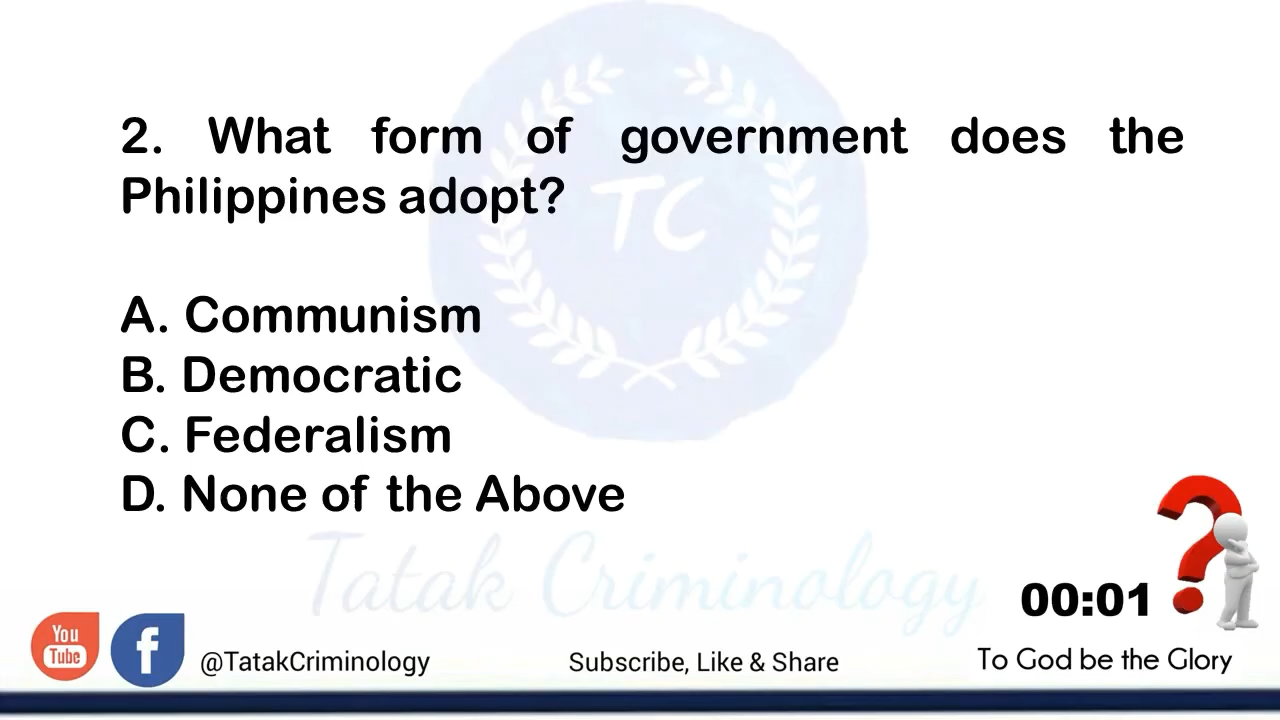 2. What form of government does the
Philippines adopt?
TC
A. Communism
B. Democratic
C. Federalism
D. None of the Above
Tatak Criminology
00:01
You
Tube
f
@TatakCriminology
Subscribe, Like & Share
To God be the Glory